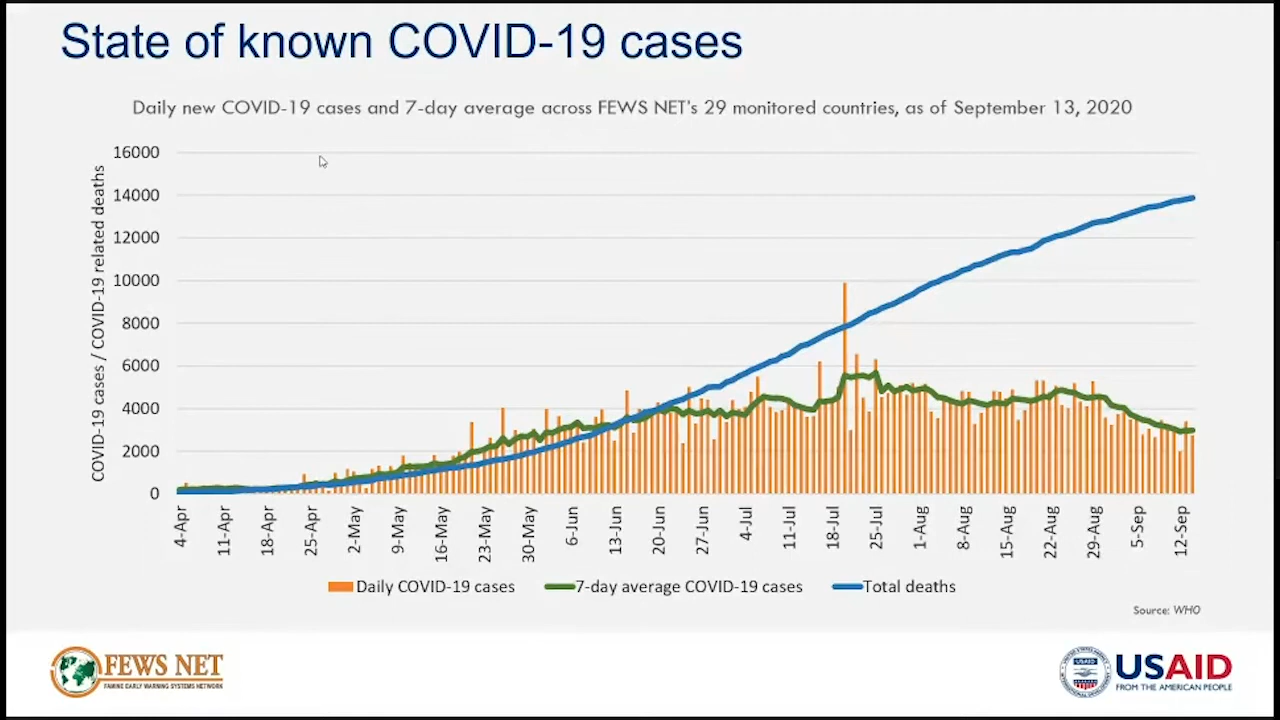 State of known COVID-19 cases
Daily new COVID-19 cases and 7-day average across FEWS NET's 29 monitored countries, as of September 13, 2020
COVID-19 cases / COVID-19 related deaths
16000
14000
12000
10000
8000
6000
4000
2000
0
4-Apr
11-Apr
18-Apr
25-Apr
2-May
9-May
16-May
23-May
30-May
6-Jun
13-Jun
20-Jun
27-Jun
4-Jul
11-Jul
18-Jul
25-Jul
1-Aug
8-Aug
15-Aug
22-Aug
29-Aug
5-Sep
12-Sep
Daily COVID-19 cases
7-day average COVID-19 cases
Total deaths
Source: WHO
FEWS NET
FAMINE EARLY WARNING SYSTEMS NETWORK
USAID
USAID
FROM THE AMERICAN PEOPLE